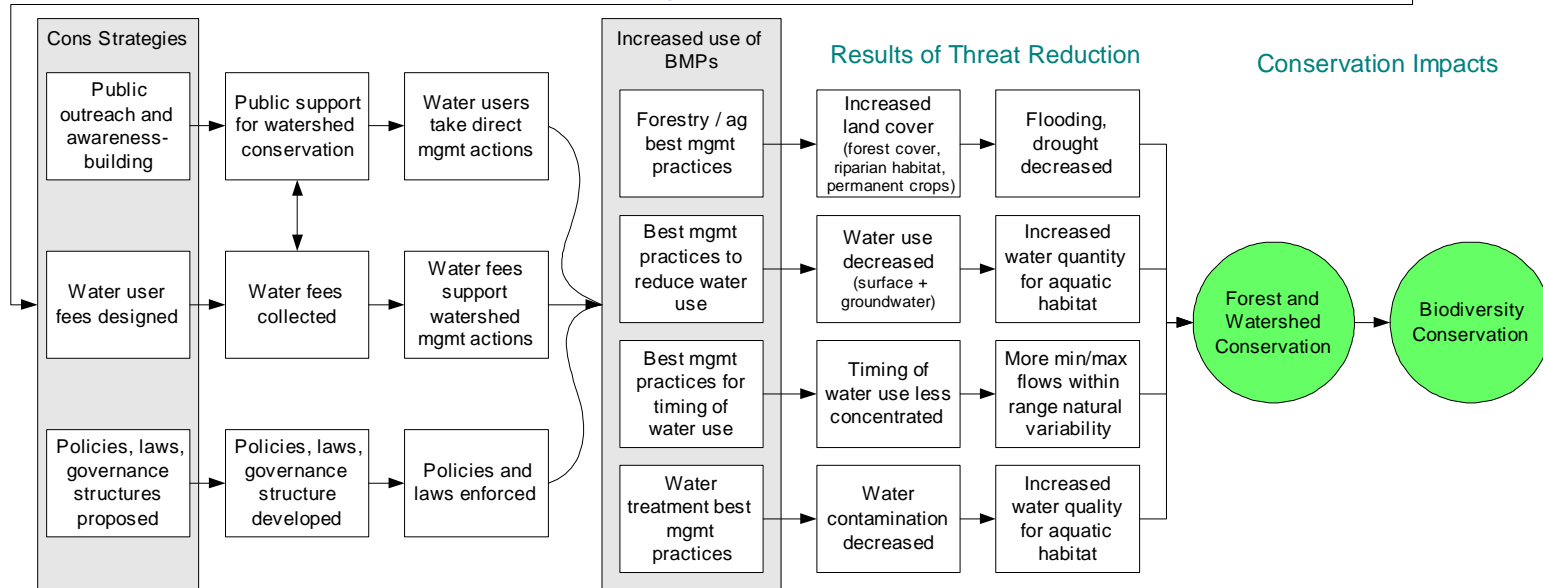 Cons Strategies
Public
outreach and
awareness-
building
Public support
for watershed
conservation
Water users
take direct
mgmt actions
Water user
fees designed
Water fees
collected
Water fees
support
watershed
mgmt actions
Policies, laws,
governance
structures
proposed
Policies, laws,
governance
structure
developed
Policies and
laws enforced
Increased use of
BMPs
Results of Threat Reduction
Conservation Impacts
Forestry / ag
best mgmt
practices
Increased
land cover
(forest cover,
riparian habitat,
permanent crops)
Flooding,
drought
decreased
Best mgmt
practices to
reduce water
use
Water use
decreased
(surface +
groundwater)
Increased
water quantity
for aquatic
habitat
Best mgmt
practices for
timing of
water use
Timing of
water use less
concentrated
More min/max
flows within
range natural
variability
Water
treatment best
mgmt
practices
Water
contamination
decreased
Increased
water quality
for aquatic
habitat
Forest and
Watershed
Conservation
Biodiversity
Conservation